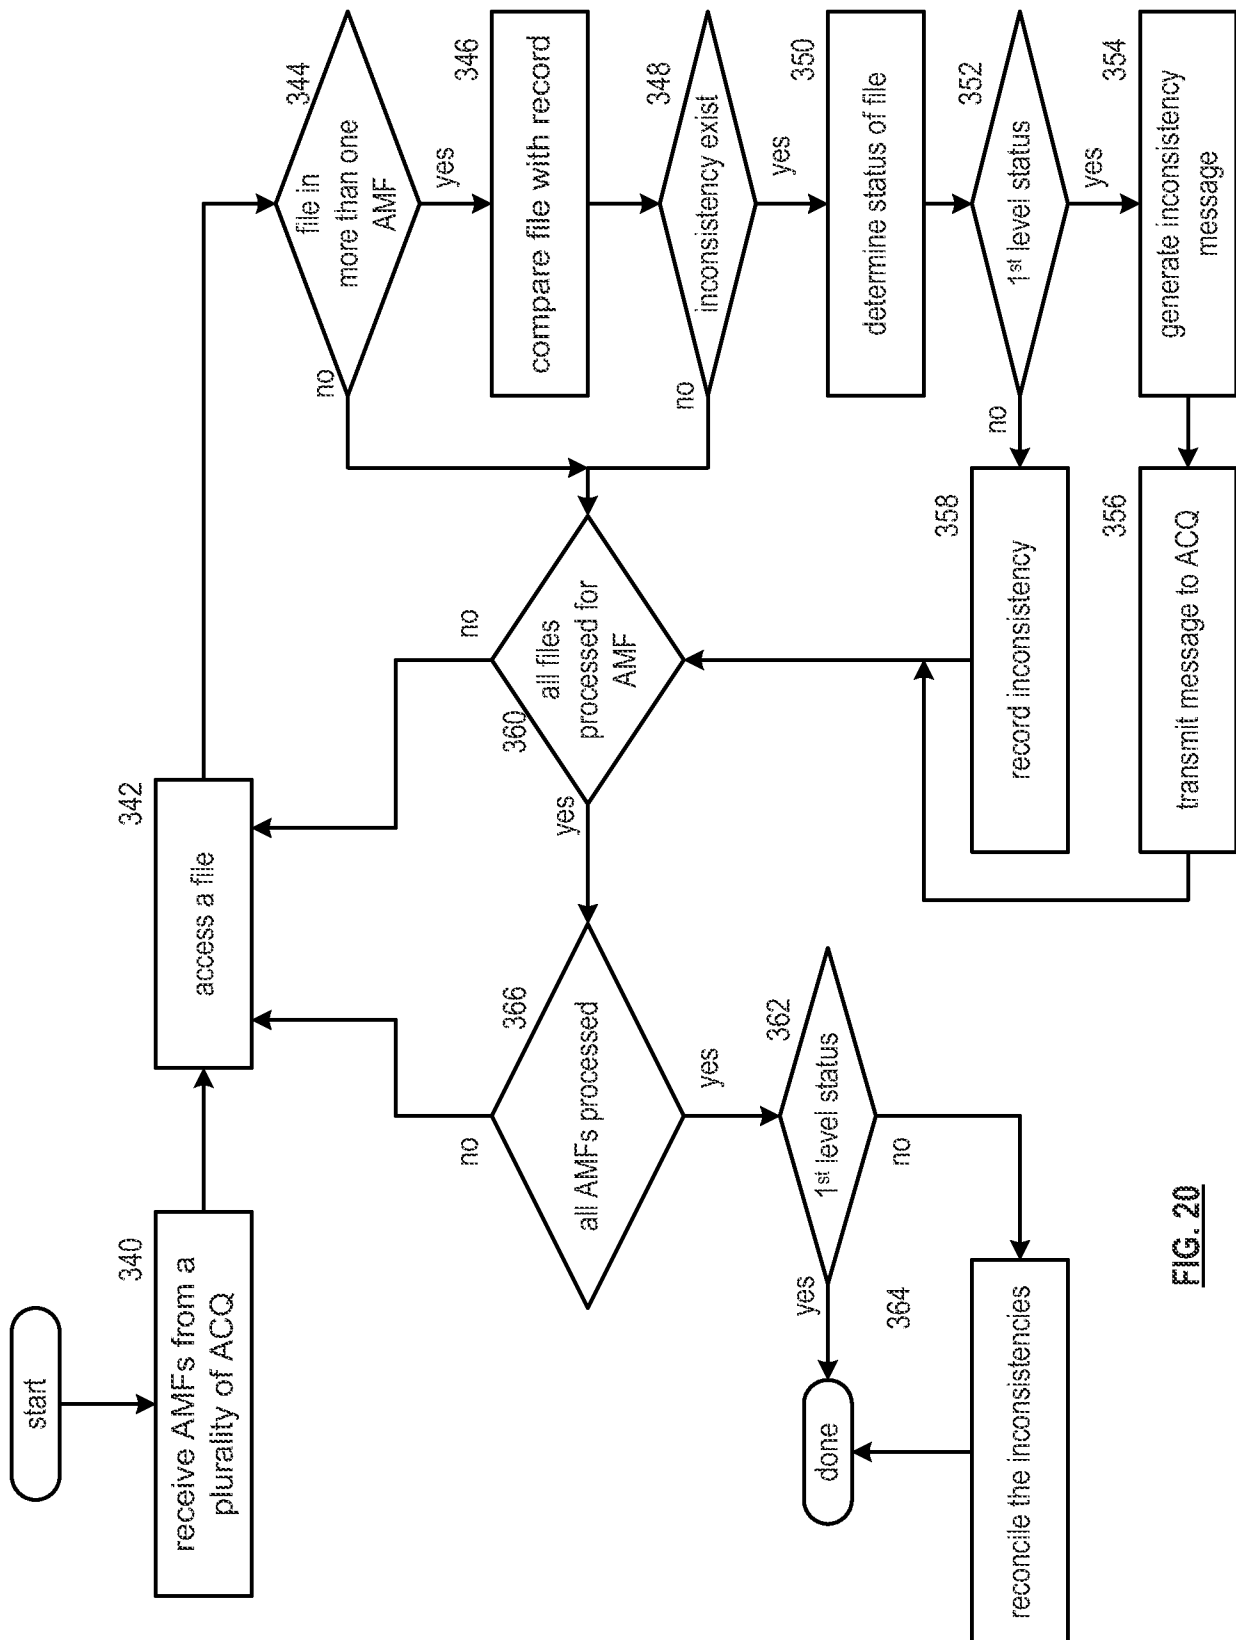 start
340
receive AMFs from a
plurality of ACQ
342
access a file
344
file in
more than one
AMF
no
yes
346
compare file with record
348
inconsistency exist
no
yes
350
determine status of file
352
1st level status
no
yes
354
generate inconsistency
message
356
transmit message to ACQ
358
record inconsistency
360
all files
processed for
AMF
no
yes
366
all AMFs processed
no
yes
362
1st level status
yes
no
364
reconcile the inconsistencies
done
FIG. 20